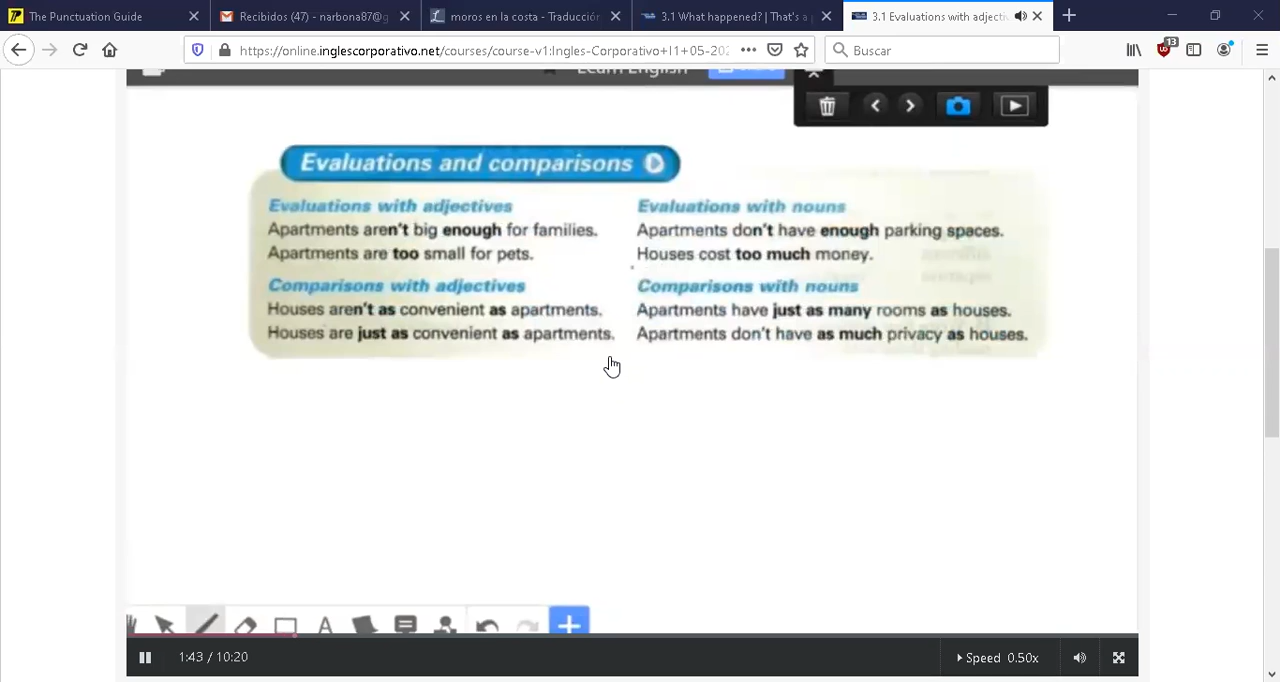 The Punctuation Guide
Recibidos (47) - narbona87@g
moros en la costa - Traducción
3.1 What happened? | That's a
3.1 Evaluations with adjecti
https://online.inglescorporativo.net/courses/course-v1:Ingles-Corporativo+I1+05-202
Buscar
13
Learn English
Evaluations and comparisons
Evaluations with adjectives
Apartments aren't big enough for families.
Apartments are too small for pets.
Comparisons with adjectives
Houses aren't as convenient as apartments.
Houses are just as convenient as apartments.
Evaluations with nouns
Apartments don't have enough parking spaces.
Houses cost too much money.
Comparisons with nouns
Apartments have just as many rooms as houses.
Apartments don't have as much privacy as houses.
A
1:43 / 10:20
Speed 0.50x